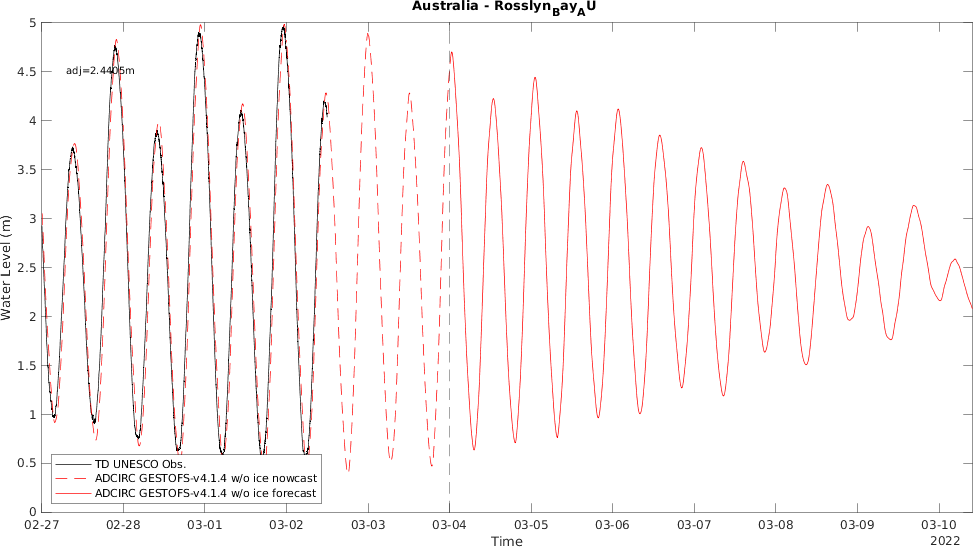 Australia - RosslynBayAU
5
4.5
adj=2.4405m
4
3.5
3
2.5
2
1.5
1
0.5
0
Water Level (m)
TD UNESCO Obs.
ADCIRC GESTOFS-v4.1.4 w/o ice nowcast
ADCIRC GESTOFS-v4.1.4 w/o ice forecast
02-27 02-28 03-01 03-02 03-03 03-04 03-05 03-06 03-07 03-08 03-09 03-10
Time
2022